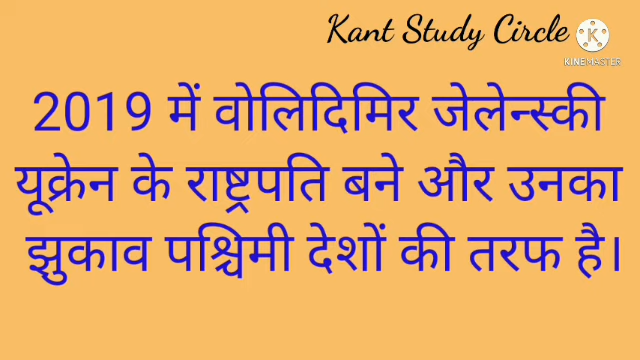 Kant Study Circle
K
KINEMASTER
2019 में वोलिदिमिर जेलेन्स्की
यूक्रेन के राष्ट्रपति बने और उनका
झुकाव पश्चिमी देशों की तरफ है।